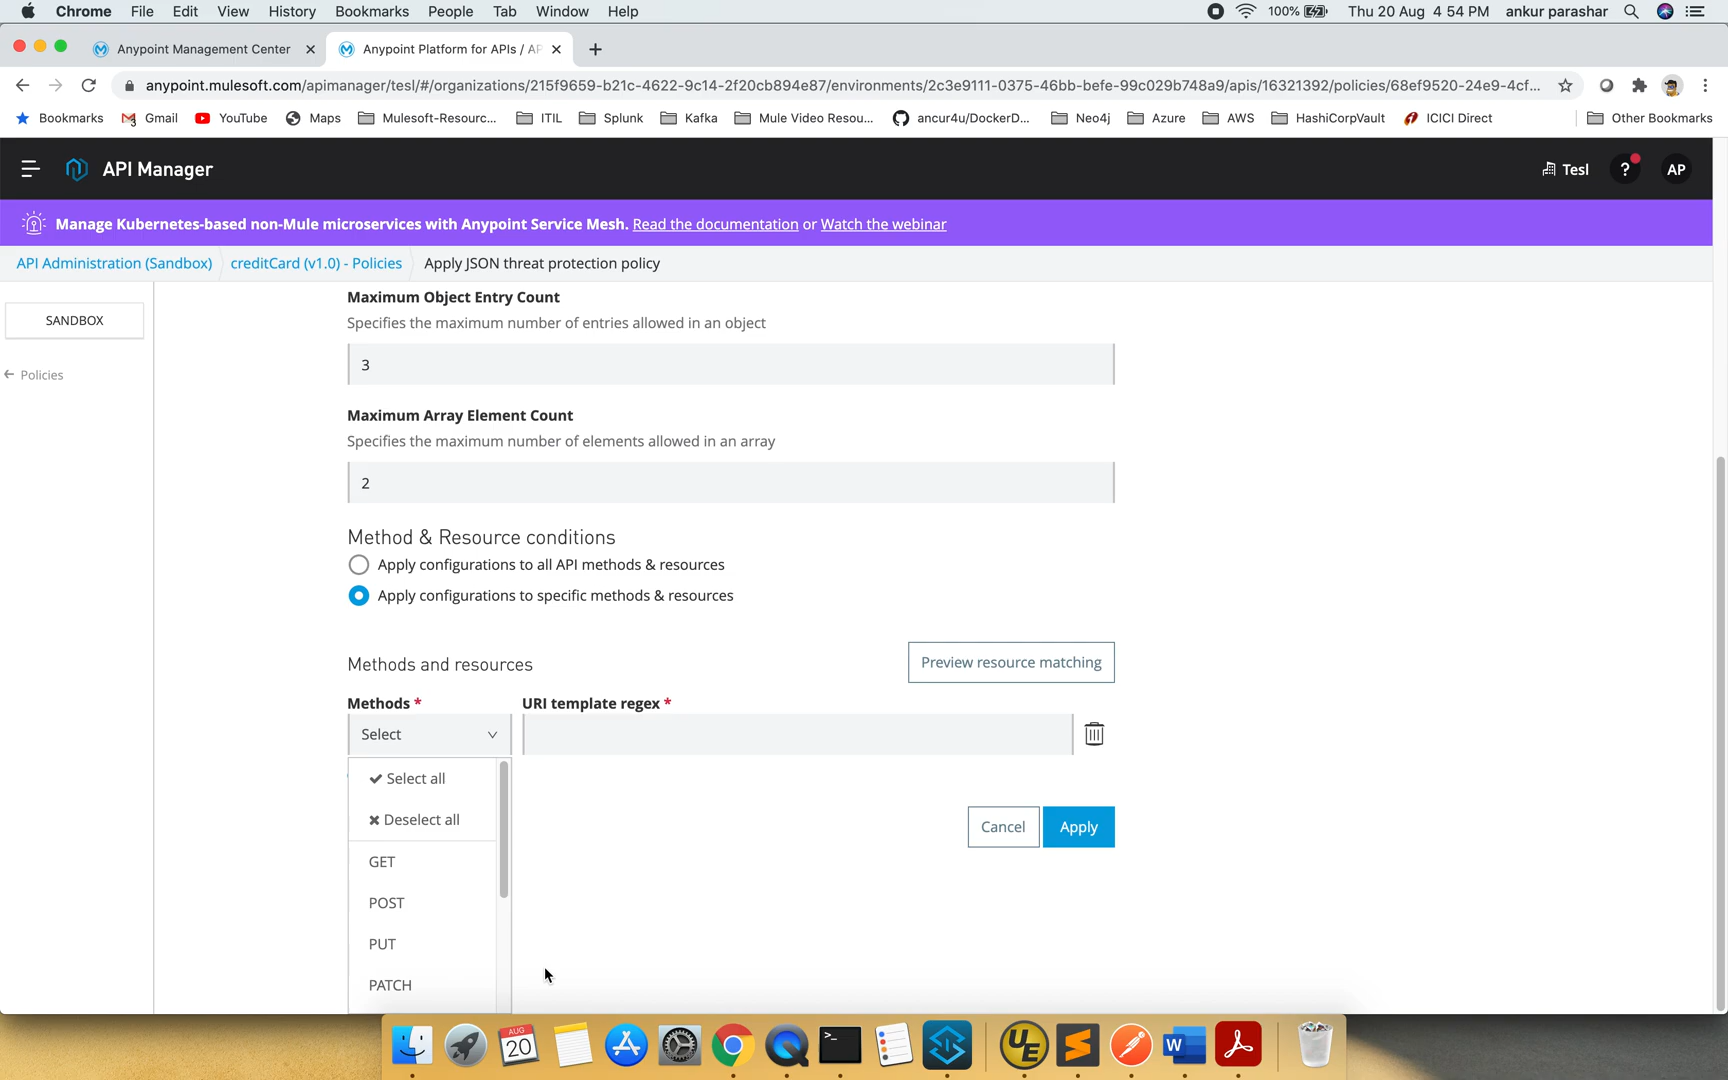 Chrome File Edit View History Bookmarks People Tab Window Help 100% Thu 20 Aug 4 54 PM ankur parashar
Anypoint Management Center Anypoint Platform for APIs / AP
anypoint.mulesoft.com/apimanager/tesl/#/organizations/215f9659-b21c-4622-9c14-2f20cb894e87/environments/2c3e9111-0375-46bb-befe-99c029b748a9/apis/16321392/policies/68ef9520-24e9-4cf...
Bookmarks Gmail YouTube Maps Mulesoft-Resourc... ITIL Splunk Kafka Mule Video Resou... ancur4u/DockerD... Neo4j Azure AWS HashiCorpVault ICICI Direct Other Bookmarks
API Manager Tesl ? AP
Manage Kubernetes-based non-Mule microservices with Anypoint Service Mesh. Read the documentation or Watch the webinar
API Administration (Sandbox) creditCard (v1.0) - Policies Apply JSON threat protection policy
SANDBOX
Policies
Maximum Object Entry Count
Specifies the maximum number of entries allowed in an object
3
Maximum Array Element Count
Specifies the maximum number of elements allowed in an array
2
Method & Resource conditions
Apply configurations to all API methods & resources
Apply configurations to specific methods & resources
Methods and resources Preview resource matching
Methods * URI template regex *
Select
Select all
Deselect all
GET
POST
PUT
PATCH
Cancel Apply
AUG
20
UE
W